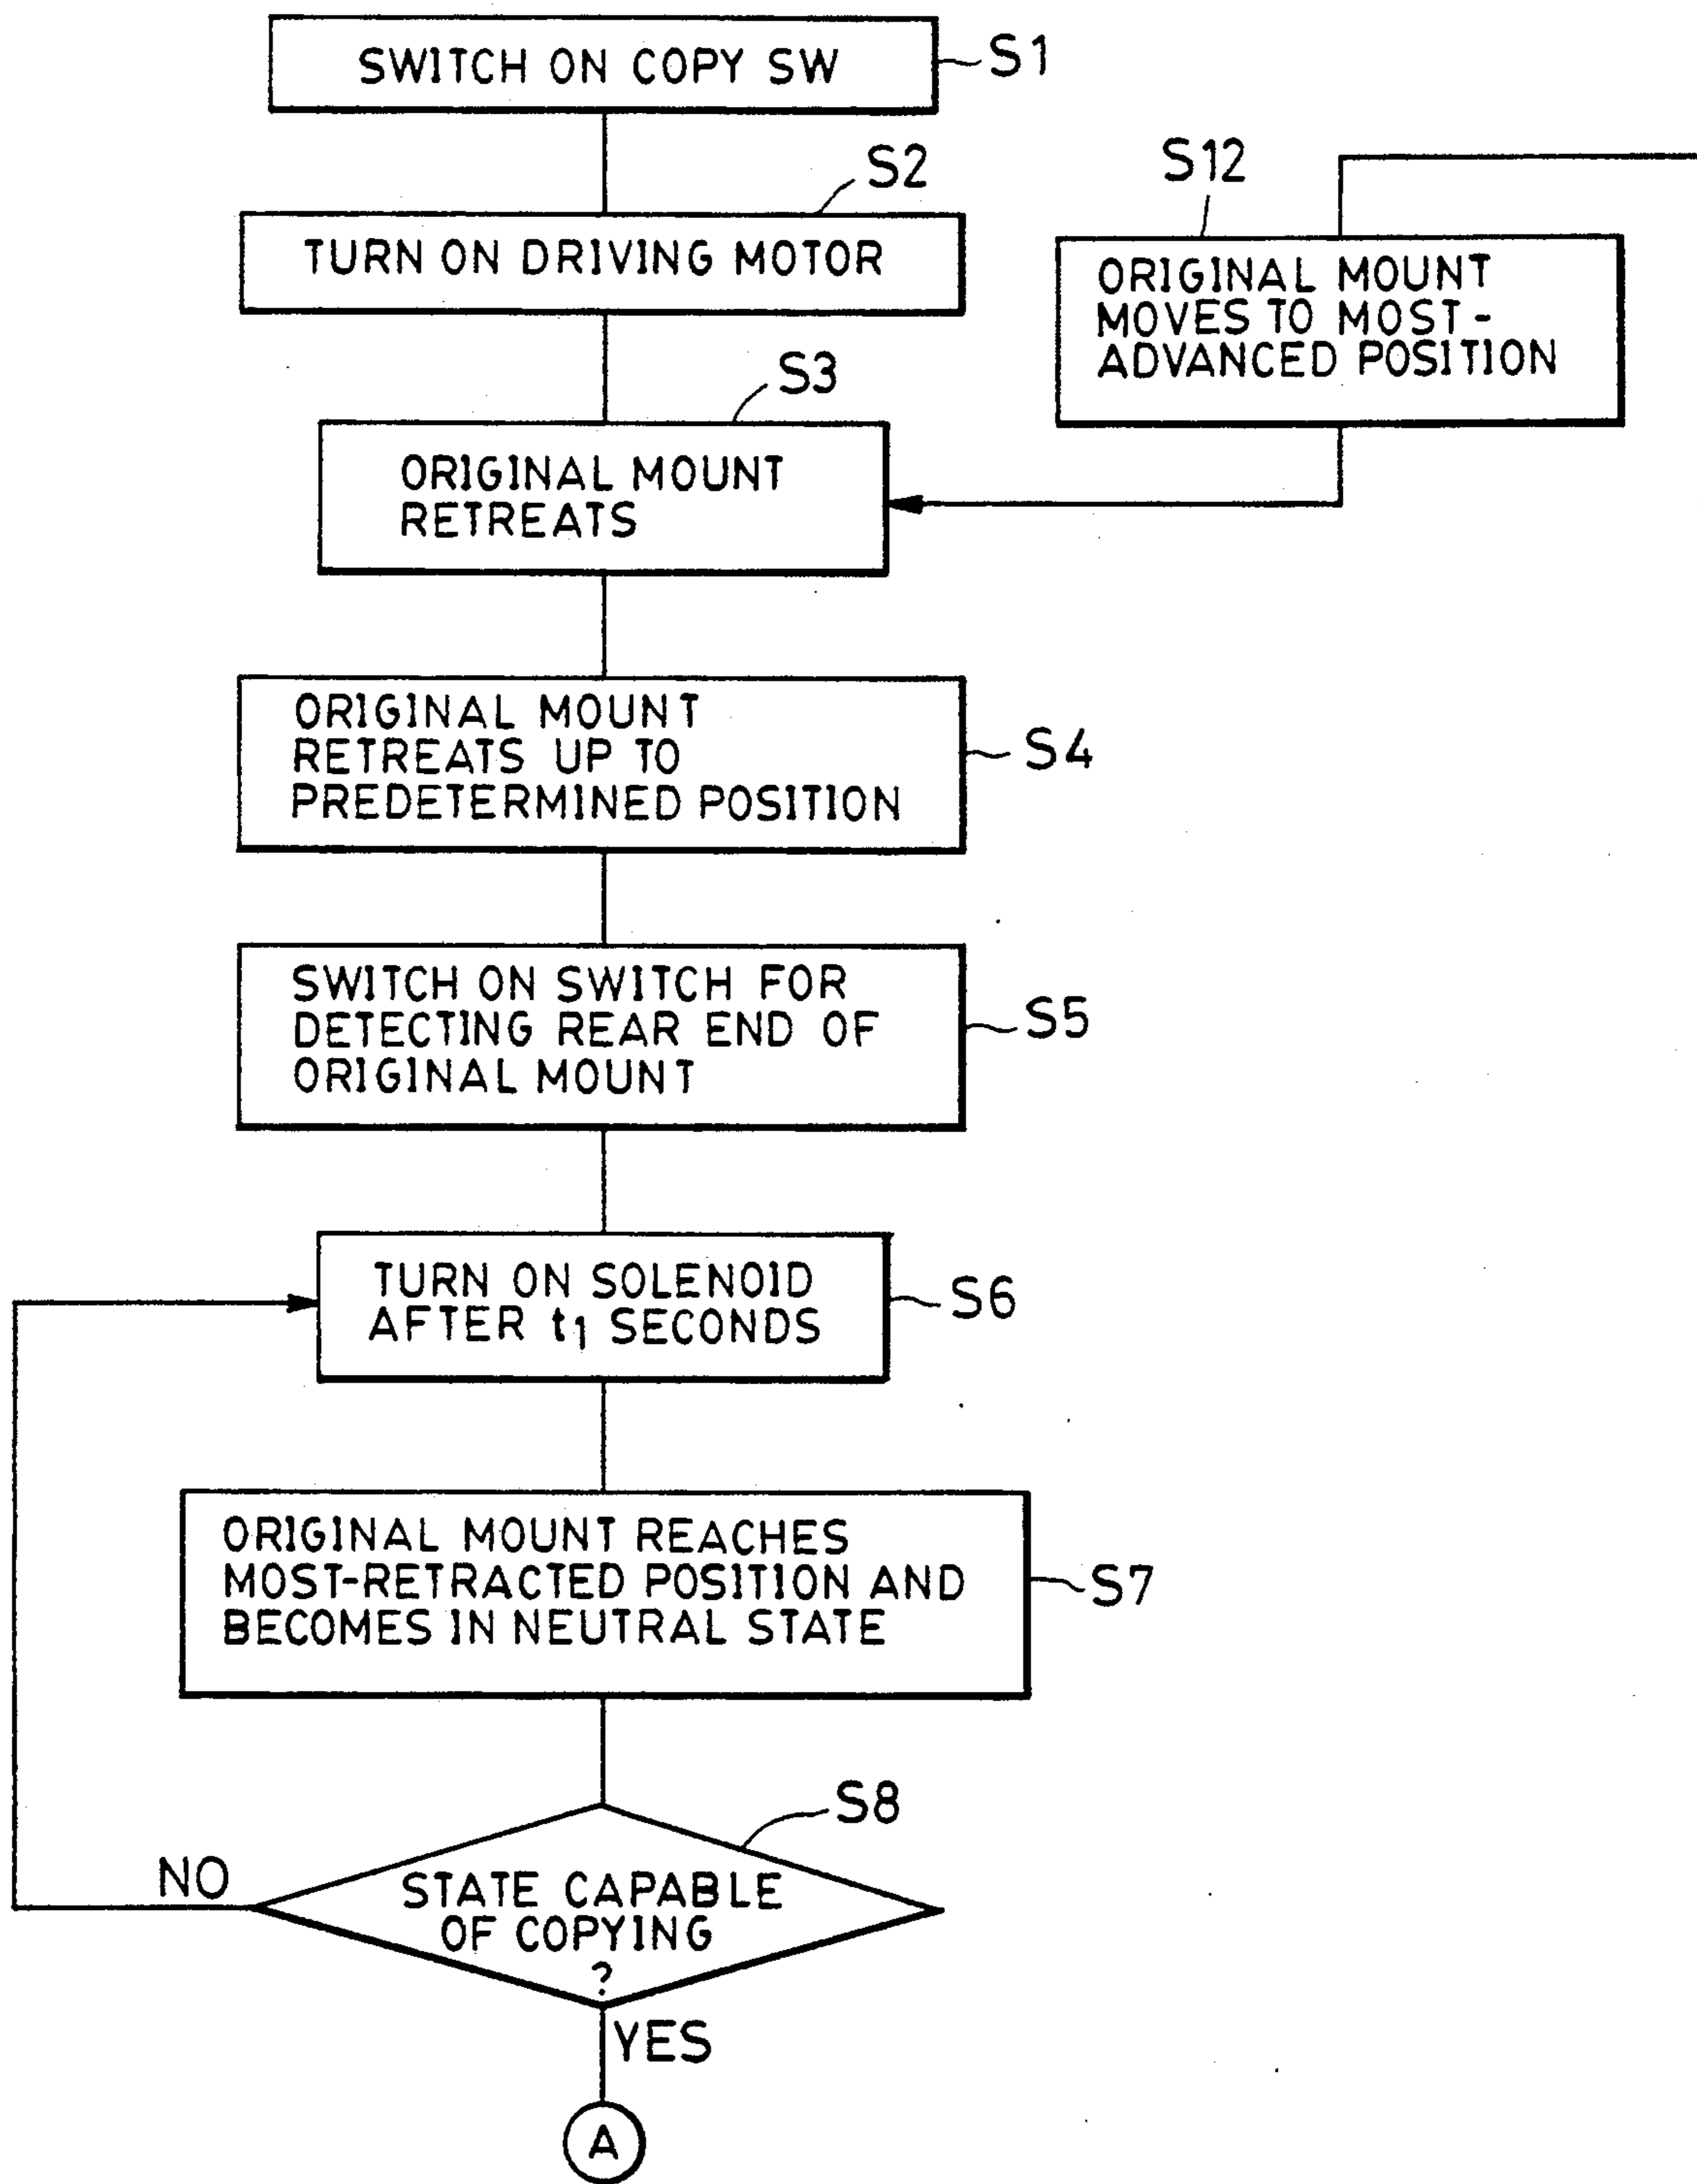 SWITCH ON COPY SW
S1
S2
TURN ON DRIVING MOTOR
S12
ORIGINAL MOUNT
MOVES TO MOST-
ADVANCED POSITION
S3
ORIGINAL MOUNT
RETREATS
ORIGINAL MOUNT
RETREATS UP TO
PREDETERMINED POSITION
S4
SWITCH ON SWITCH FOR
DETECTING REAR END OF
ORIGINAL MOUNT
S5
TURN ON SOLENOID
AFTER t1 SECONDS
S6
ORIGINAL MOUNT REACHES
MOST-RETRACTED POSITION AND
BECOMES IN NEUTRAL STATE
S7
S8
NO
STATE CAPABLE
OF COPYING
?
YES
A